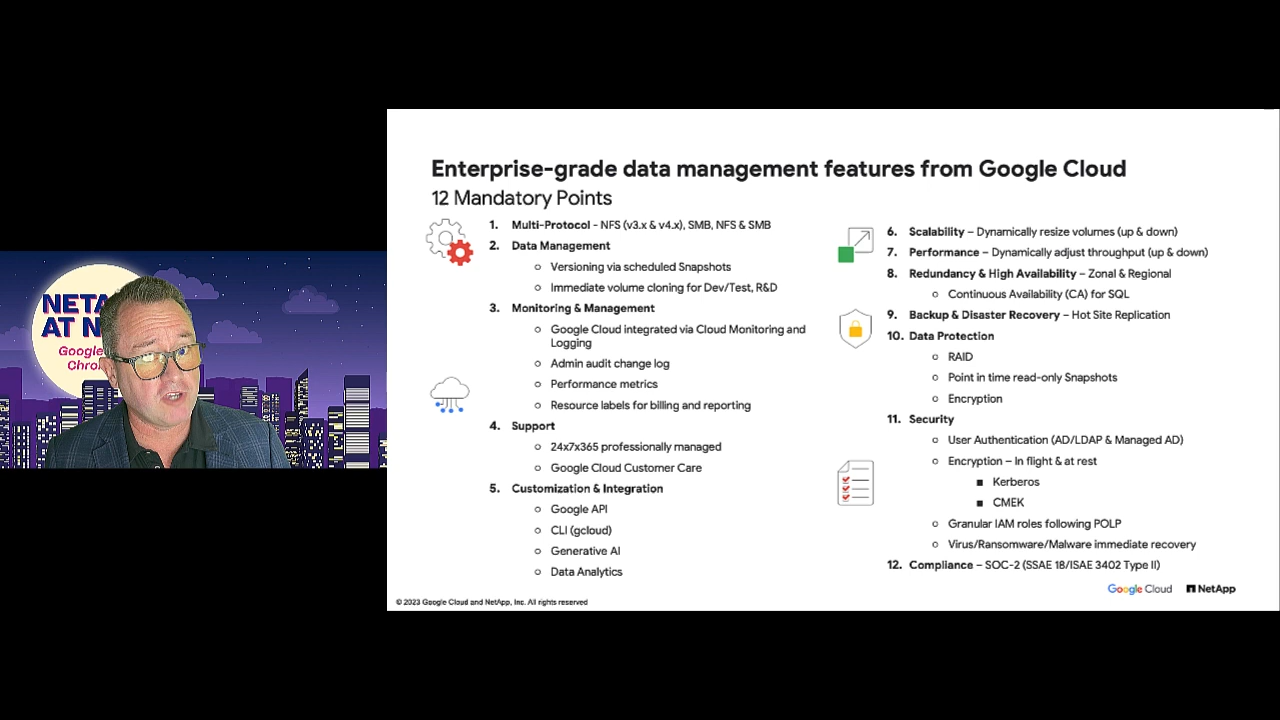 NETA
AT N
Google
Chro
Enterprise-grade data management features from Google Cloud
12 Mandatory Points
1. Multi-Protocol - NFS (v3.x & v4.x), SMB, NFS & SMB
2. Data Management
○ Versioning via scheduled Snapshots
○ Immediate volume cloning for Dev/Test, R&D
3. Monitoring & Management
○ Google Cloud integrated via Cloud Monitoring and
Logging
○ Admin audit change log
○ Performance metrics
○ Resource labels for billing and reporting
4. Support
○ 24x7x365 professionally managed
○ Google Cloud Customer Care
5. Customization & Integration
○ Google API
○ CLI (gcloud)
○ Generative AI
○ Data Analytics
6. Scalability – Dynamically resize volumes (up & down)
7. Performance – Dynamically adjust throughput (up & down)
8. Redundancy & High Availability – Zonal & Regional
○ Continuous Availability (CA) for SQL
9. Backup & Disaster Recovery – Hot Site Replication
10. Data Protection
○ RAID
○ Point in time read-only Snapshots
○ Encryption
11. Security
○ User Authentication (AD/LDAP & Managed AD)
○ Encryption – In flight & at rest
■ Kerberos
■ CMEK
○ Granular IAM roles following POLP
○ Virus/Ransomware/Malware immediate recovery
12. Compliance – SOC-2 (SSAE 18/ISAE 3402 Type II)
Google Cloud NetApp
© 2023 Google Cloud and NetApp, Inc. All rights reserved